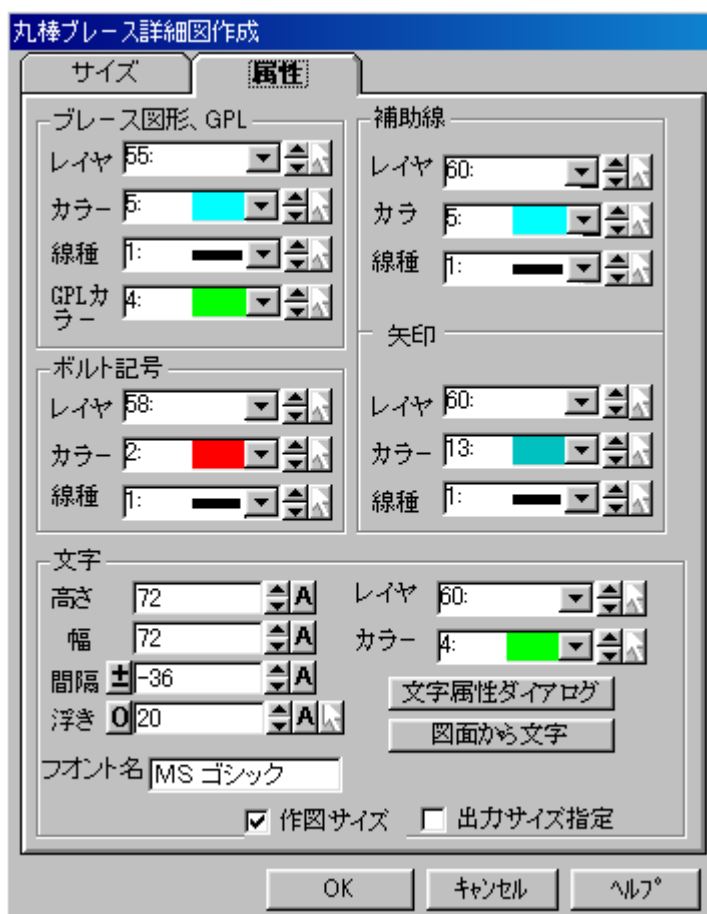 丸棒ブレース詳細図作成
サイズ
属性
ブレース図形、GPL
レイヤ 55:
カラー 5:
線種 1:
GPLカラー 4:
補助線
レイヤ 60:
カラ 5:
線種 1:
ボルト記号
レイヤ 58:
カラー 2:
線種 1:
矢印
レイヤ 60:
カラー 13:
線種 1:
文字
高さ 72 A
幅 72 A
間隔 ± -36 A
浮き 0 20 A
フオント名 MS ゴシック
レイヤ 60:
カラー 4:
文字属性ダイアログ
図面から文字
作図サイズ
出力サイズ指定
OK
キャンセル
ヘルプ